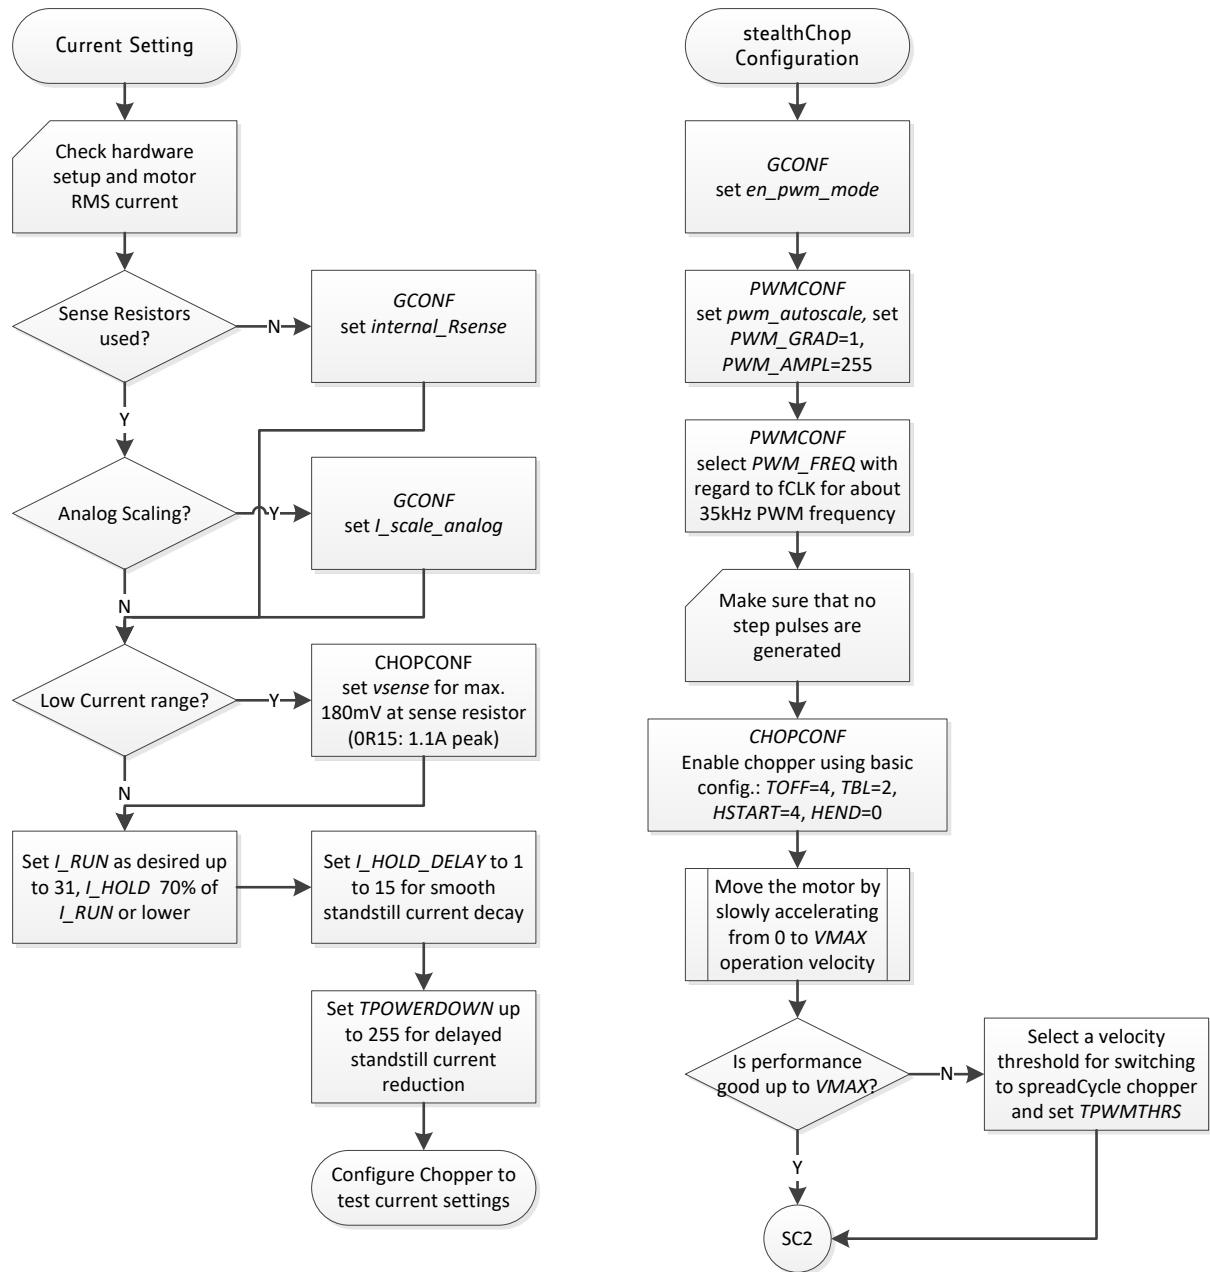 Current Setting
Check hardware
setup and motor
RMS current
Sense Resistors
used?
N
GCONF
set internal_Rsense
Y
Analog Scaling?
Y
GCONF
set I_scale_analog
N
Low Current range?
Y
CHOPCONF
set vsense for max.
180mV at sense resistor
(0R15: 1.1A peak)
N
Set I_RUN as desired up
to 31, I_HOLD 70% of
I_RUN or lower
Set I_HOLD_DELAY to 1
to 15 for smooth
standstill current decay
Set TPOWERDOWN up
to 255 for delayed
standstill current
reduction
Configure Chopper to
test current settings
stealthChop
Configuration
GCONF
set en_pwm_mode
PWMCONF
set pwm_autoscale, set
PWM_GRAD=1,
PWM_AMPL=255
PWMCONF
select PWM_FREQ with
regard to fCLK for about
35kHz PWM frequency
Make sure that no
step pulses are
generated
CHOPCONF
Enable chopper using basic
config.: TOFF=4, TBL=2,
HSTART=4, HEND=0
Move the motor by
slowly accelerating
from 0 to VMAX
operation velocity
Is performance
good up to VMAX?
N
Select a velocity
threshold for switching
to spreadCycle chopper
and set TPWMTHRS
Y
SC2